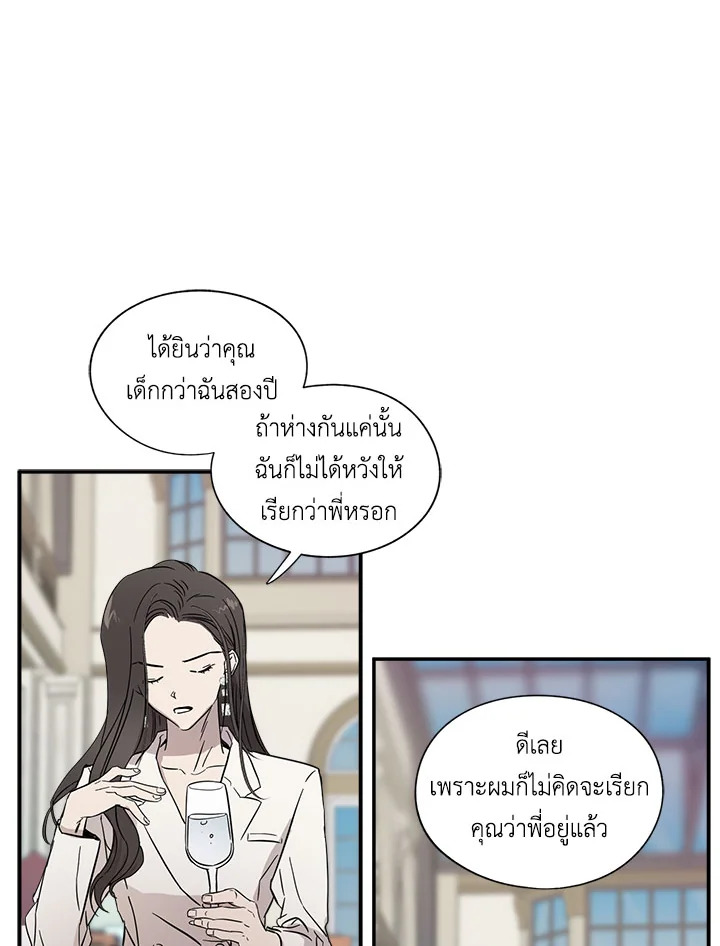 ได้ยินว่าคุณ
เด็กกว่าฉันสองปี
ถ้าห่างกันแค่นั้น
ฉันก็ไม่ได้หวังให้
เรียกว่าพี่หรอก
ดีเลย
เพราะผมก็ไม่คิดจะเรียก
คุณว่าพี่อยู่แล้ว